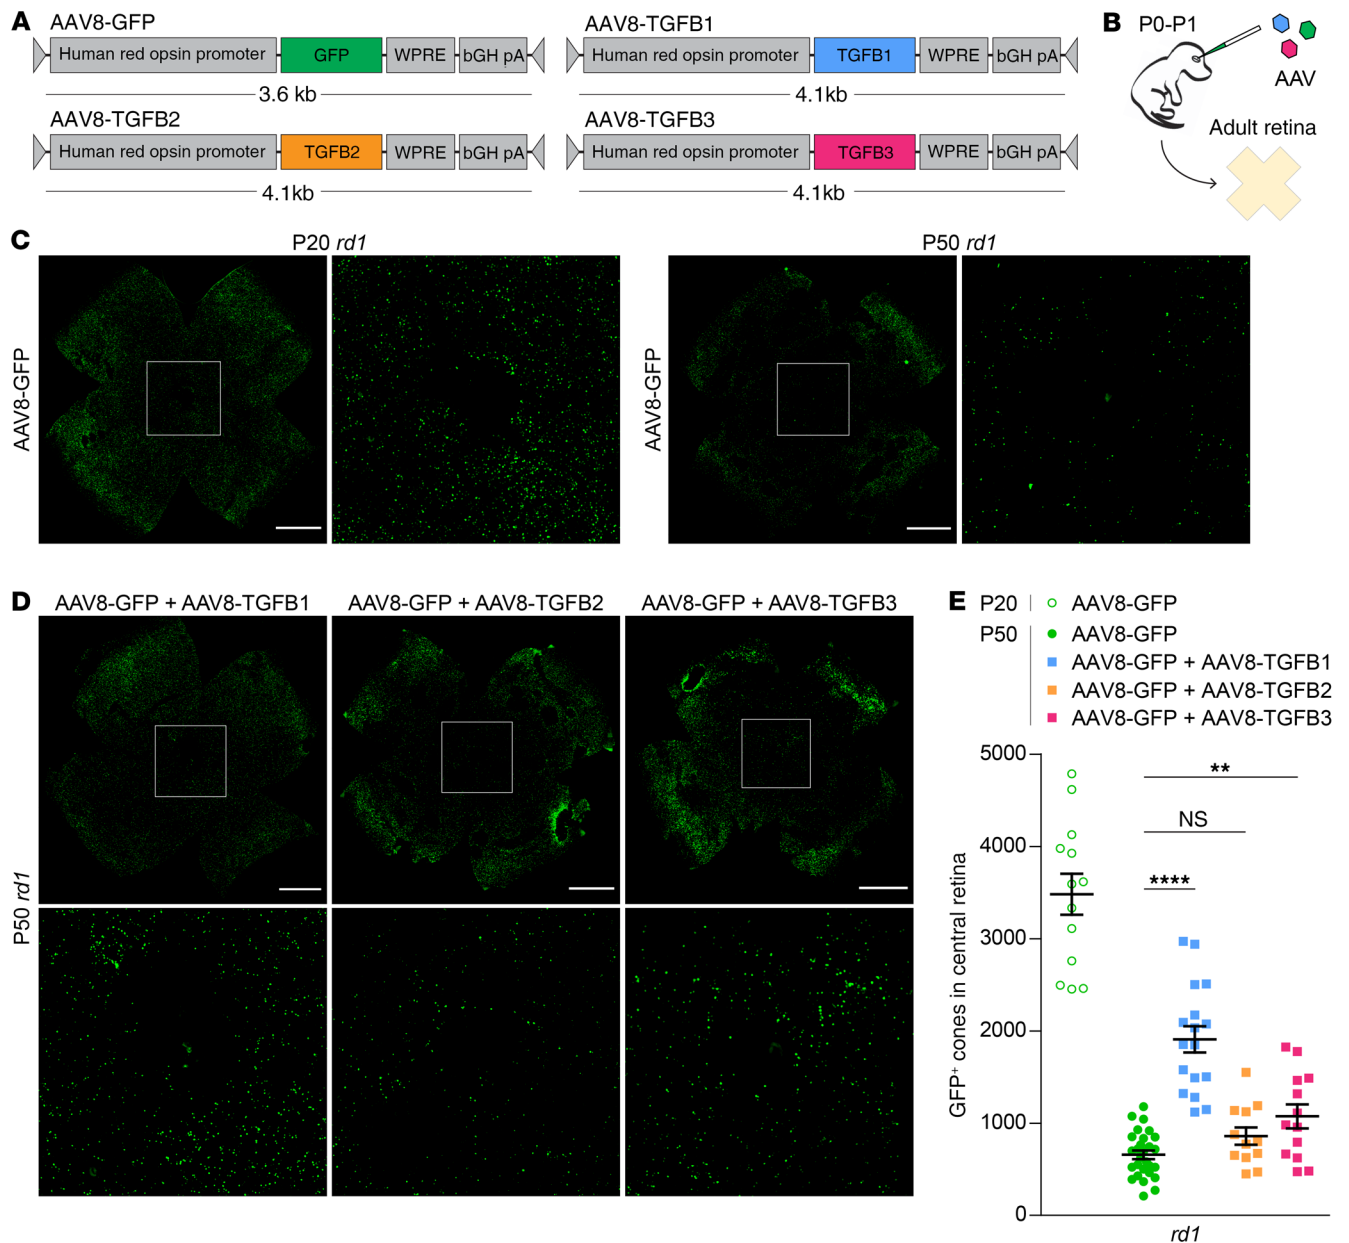 A
AAV8-GFP
Human red opsin promoter GFP WPRE bGH pA
3.6 kb
AAV8-TGFB1
Human red opsin promoter TGFB1 WPRE bGH pA
4.1kb
AAV8-TGFB2
Human red opsin promoter TGFB2 WPRE bGH pA
4.1kb
AAV8-TGFB3
Human red opsin promoter TGFB3 WPRE bGH pA
4.1kb
B
P0-P1
AAV
Adult retina
C
P20 rd1
AAV8-GFP
P50 rd1
AAV8-GFP
D
AAV8-GFP + AAV8-TGFB1
AAV8-GFP + AAV8-TGFB2
AAV8-GFP + AAV8-TGFB3
P50 rd1
E
P20 AAV8-GFP
P50 AAV8-GFP
AAV8-GFP + AAV8-TGFB1
AAV8-GFP + AAV8-TGFB2
AAV8-GFP + AAV8-TGFB3
GFP⁺ cones in central retina
5000
4000
3000
2000
1000
0
**
NS
****
rd1